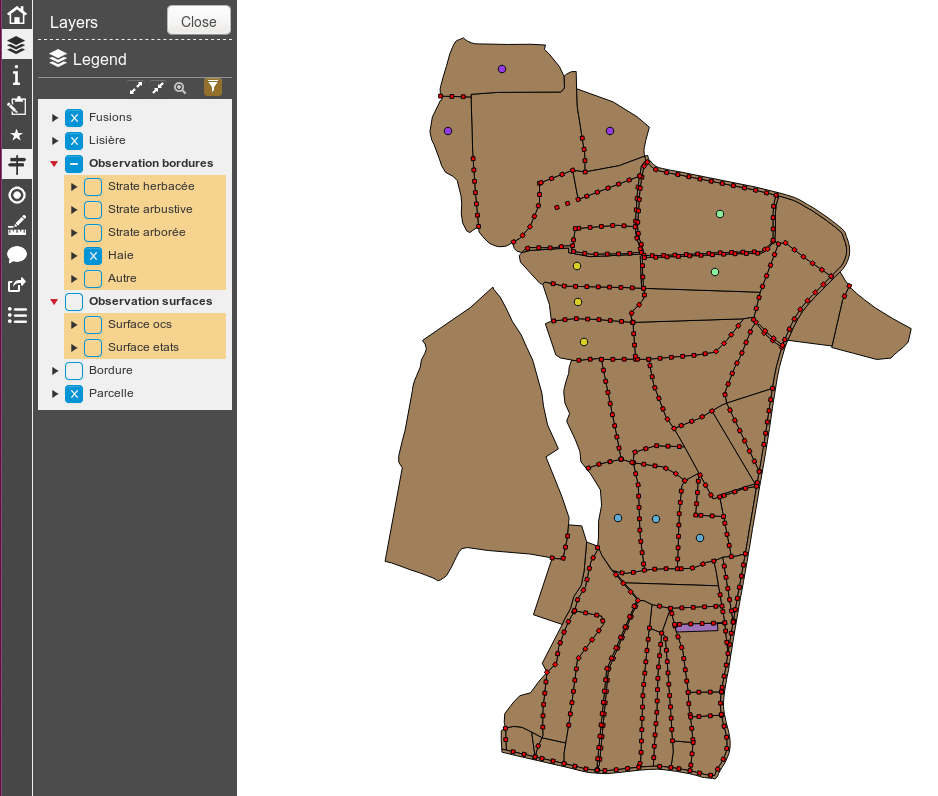 Layers
Close
Legend
Fusions
Lisière
Observation bordures
Strate herbacée
Strate arbustive
Strate arborée
Haie
Autre
Observation surfaces
Surface ocs
Surface etats
Bordure
Parcelle